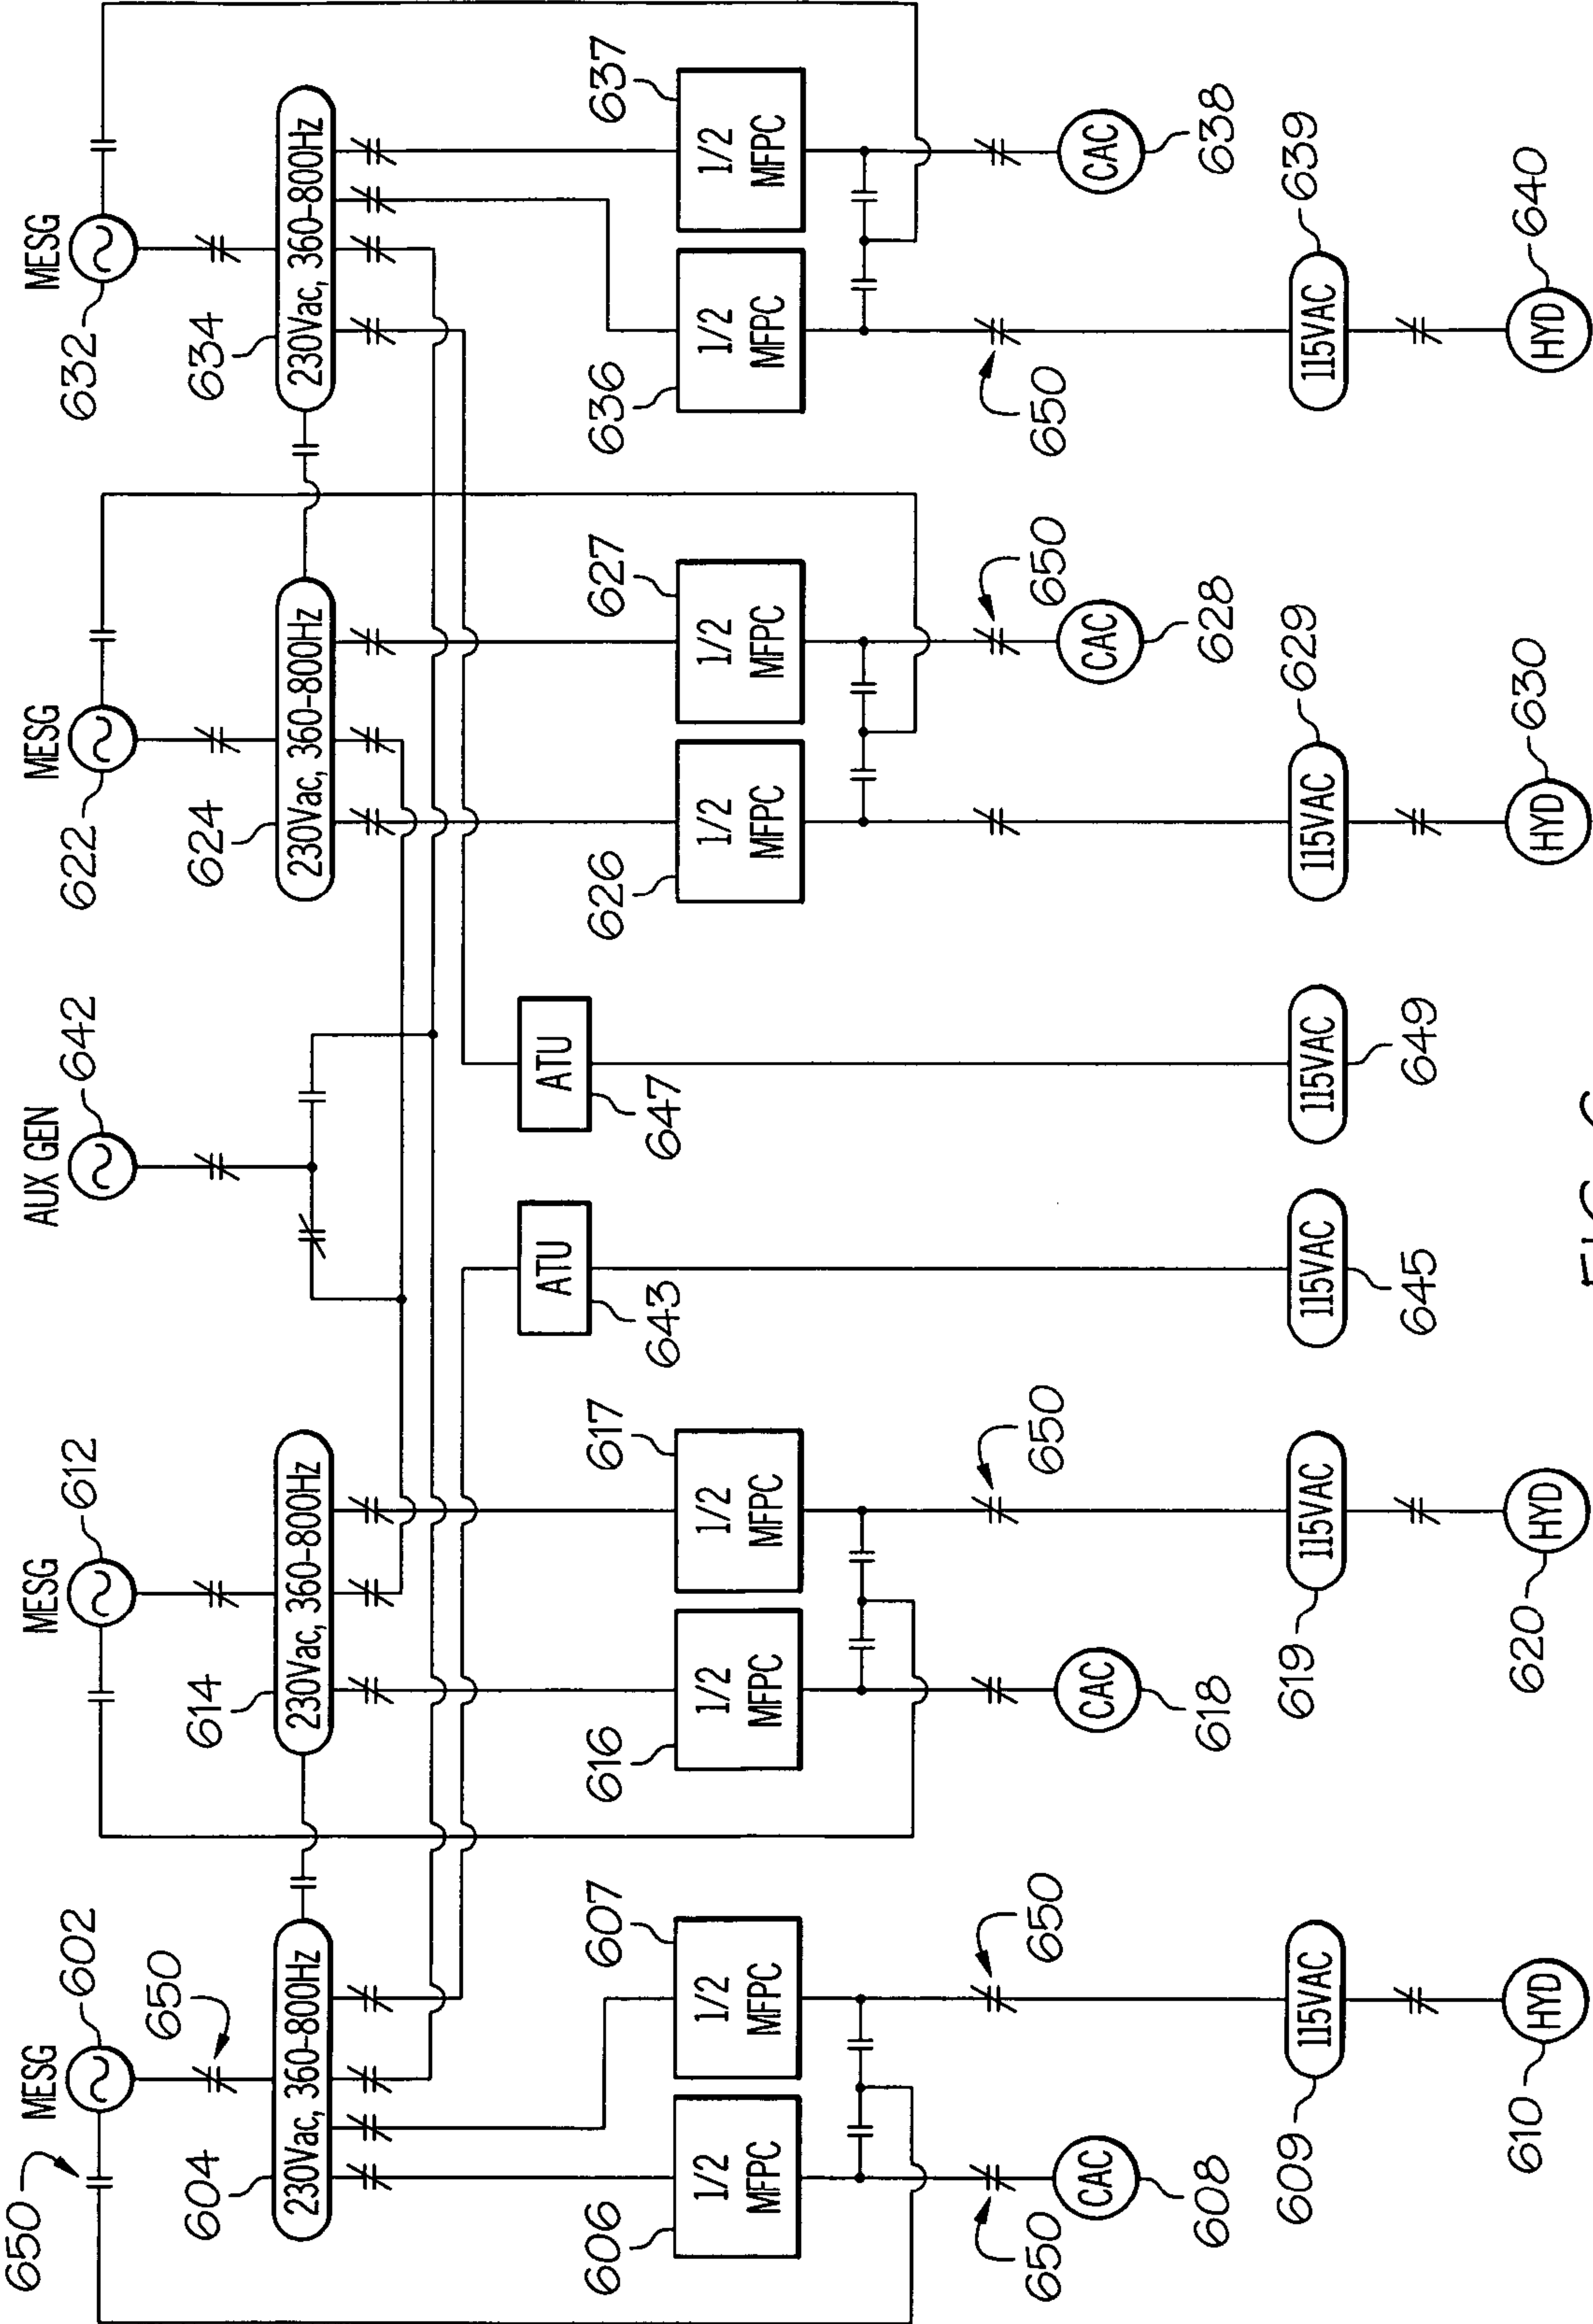 650
MESG
602
MESG
612
AUX GEN
642
622
MESG
632
MESG
650
604
230Vac, 360-800Hz
614
230Vac, 360-800Hz
624
230Vac, 360-800Hz
634
230Vac, 360-800Hz
ATU
643
ATU
647
606
607
616
617
626
627
636
637
1/2
MFPC
1/2
MFPC
1/2
MFPC
1/2
MFPC
1/2
MFPC
1/2
MFPC
1/2
MFPC
1/2
MFPC
650
650
650
650
650
CAC
608
CAC
618
CAC
628
CAC
638
609
115VAC
619
115VAC
115VAC
645
115VAC
649
115VAC
629
115VAC
639
610
HYD
620
HYD
HYD
630
HYD
640